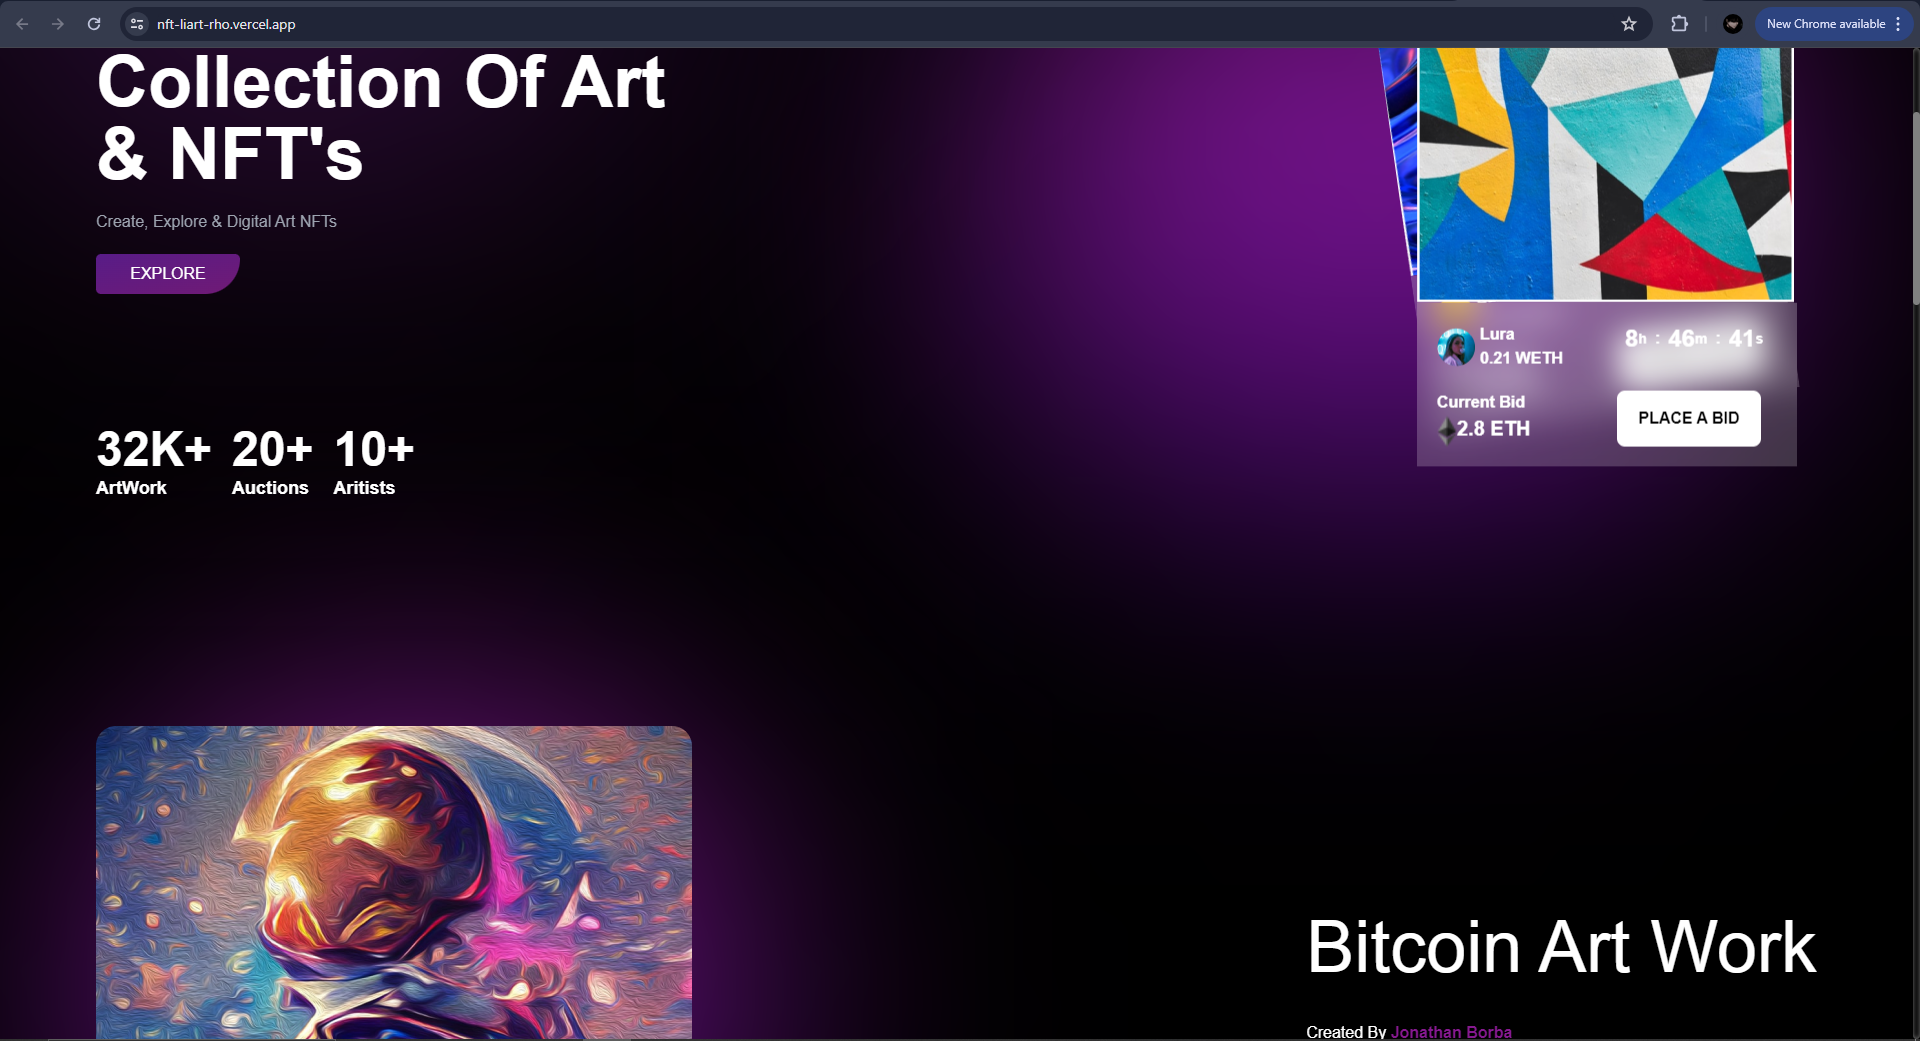 nft-liart-rho.vercel.app
New Chrome available
Collection Of Art
& NFT's
Create, Explore & Digital Art NFTs
EXPLORE
32K+ 20+ 10+
ArtWork Auctions Aritists
Lura
0.21 WETH
8h : 46m : 41s
Current Bid
2.8 ETH
PLACE A BID
Bitcoin Art Work
Created By Jonathan Borba